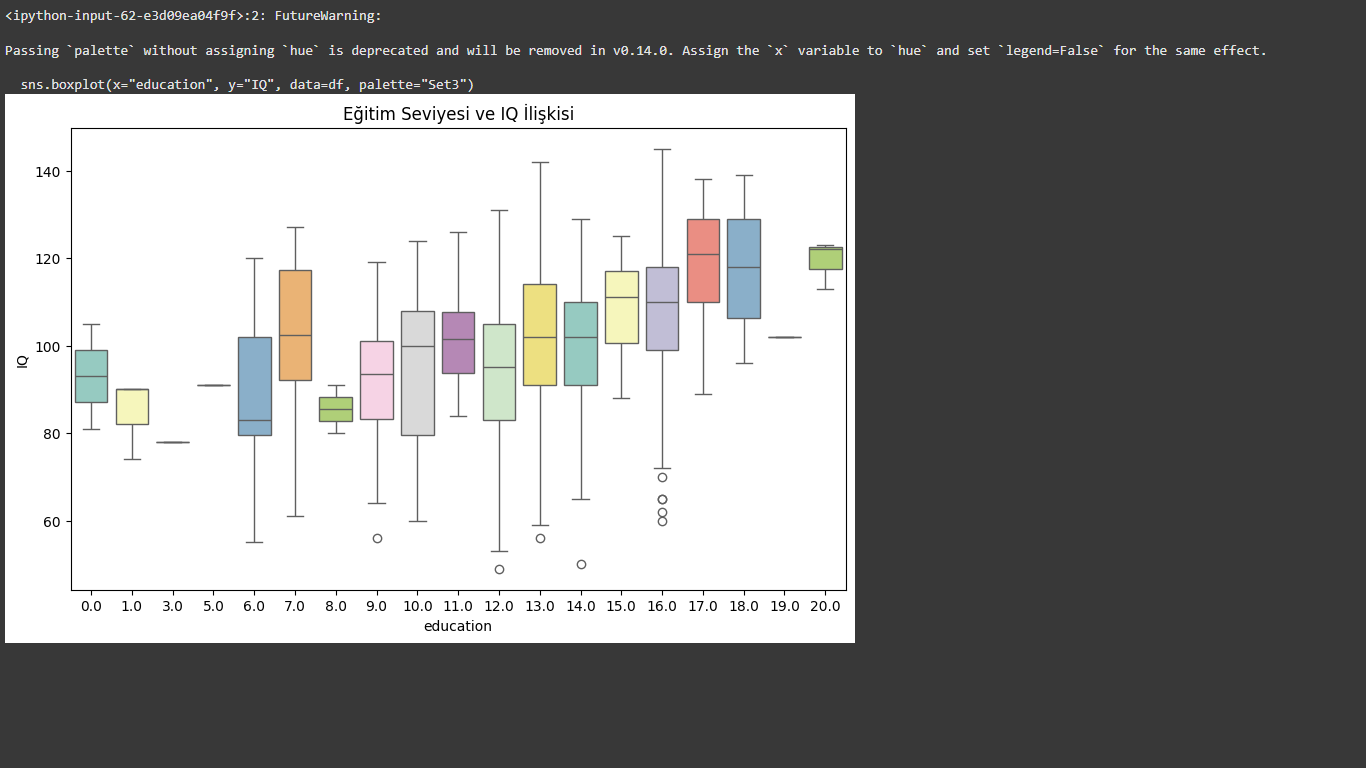 <ipython-input-62-e3d09ea04f9f>:2: FutureWarning:
Passing `palette` without assigning `hue` is deprecated and will be removed in v0.14.0. Assign the `x` variable to `hue` and set `legend=False` for the same effect.
sns.boxplot(x="education", y="IQ", data=df, palette="Set3")
Eğitim Seviyesi ve IQ İlişkisi
140
120
100
80
60
IQ
0.0 1.0 3.0 5.0 6.0 7.0 8.0 9.0 10.0 11.0 12.0 13.0 14.0 15.0 16.0 17.0 18.0 19.0 20.0
education